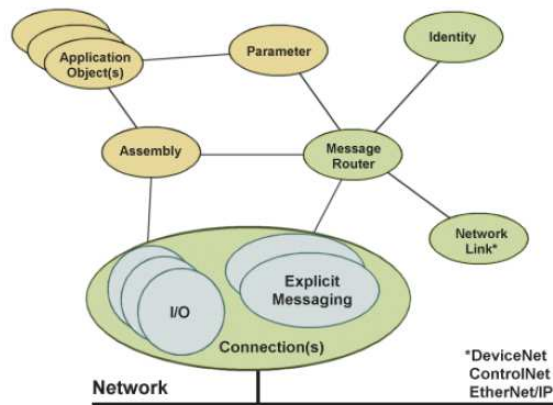 Application
Object(s)
Parameter
Identity
Assembly
Message
Router
Network
Link*
I/O
Explicit
Messaging
Connection(s)
*DeviceNet
ControlNet
EtherNet/IP
Network